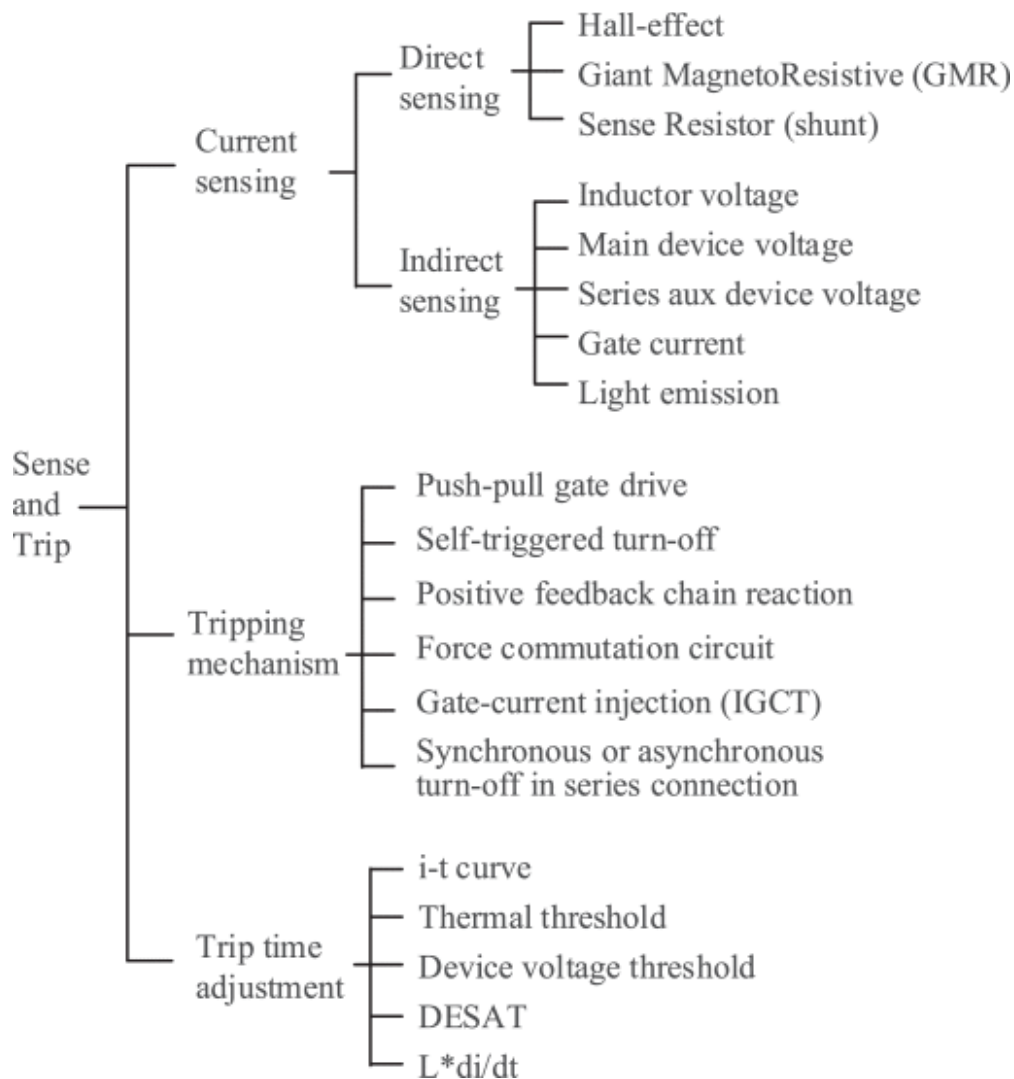 Hall-effect
Direct
sensing
Giant MagnetoResistive (GMR)
Sense Resistor (shunt)
Current
sensing
Inductor voltage
Main device voltage
Indirect
sensing
Series aux device voltage
Gate current
Light emission
Sense
and
Trip
Push-pull gate drive
Self-triggered turn-off
Positive feedback chain reaction
Tripping
mechanism
Force commutation circuit
Gate-current injection (IGCT)
Synchronous or asynchronous
turn-off in series connection
i-t curve
Thermal threshold
Trip time
adjustment
Device voltage threshold
DESAT
L*di/dt